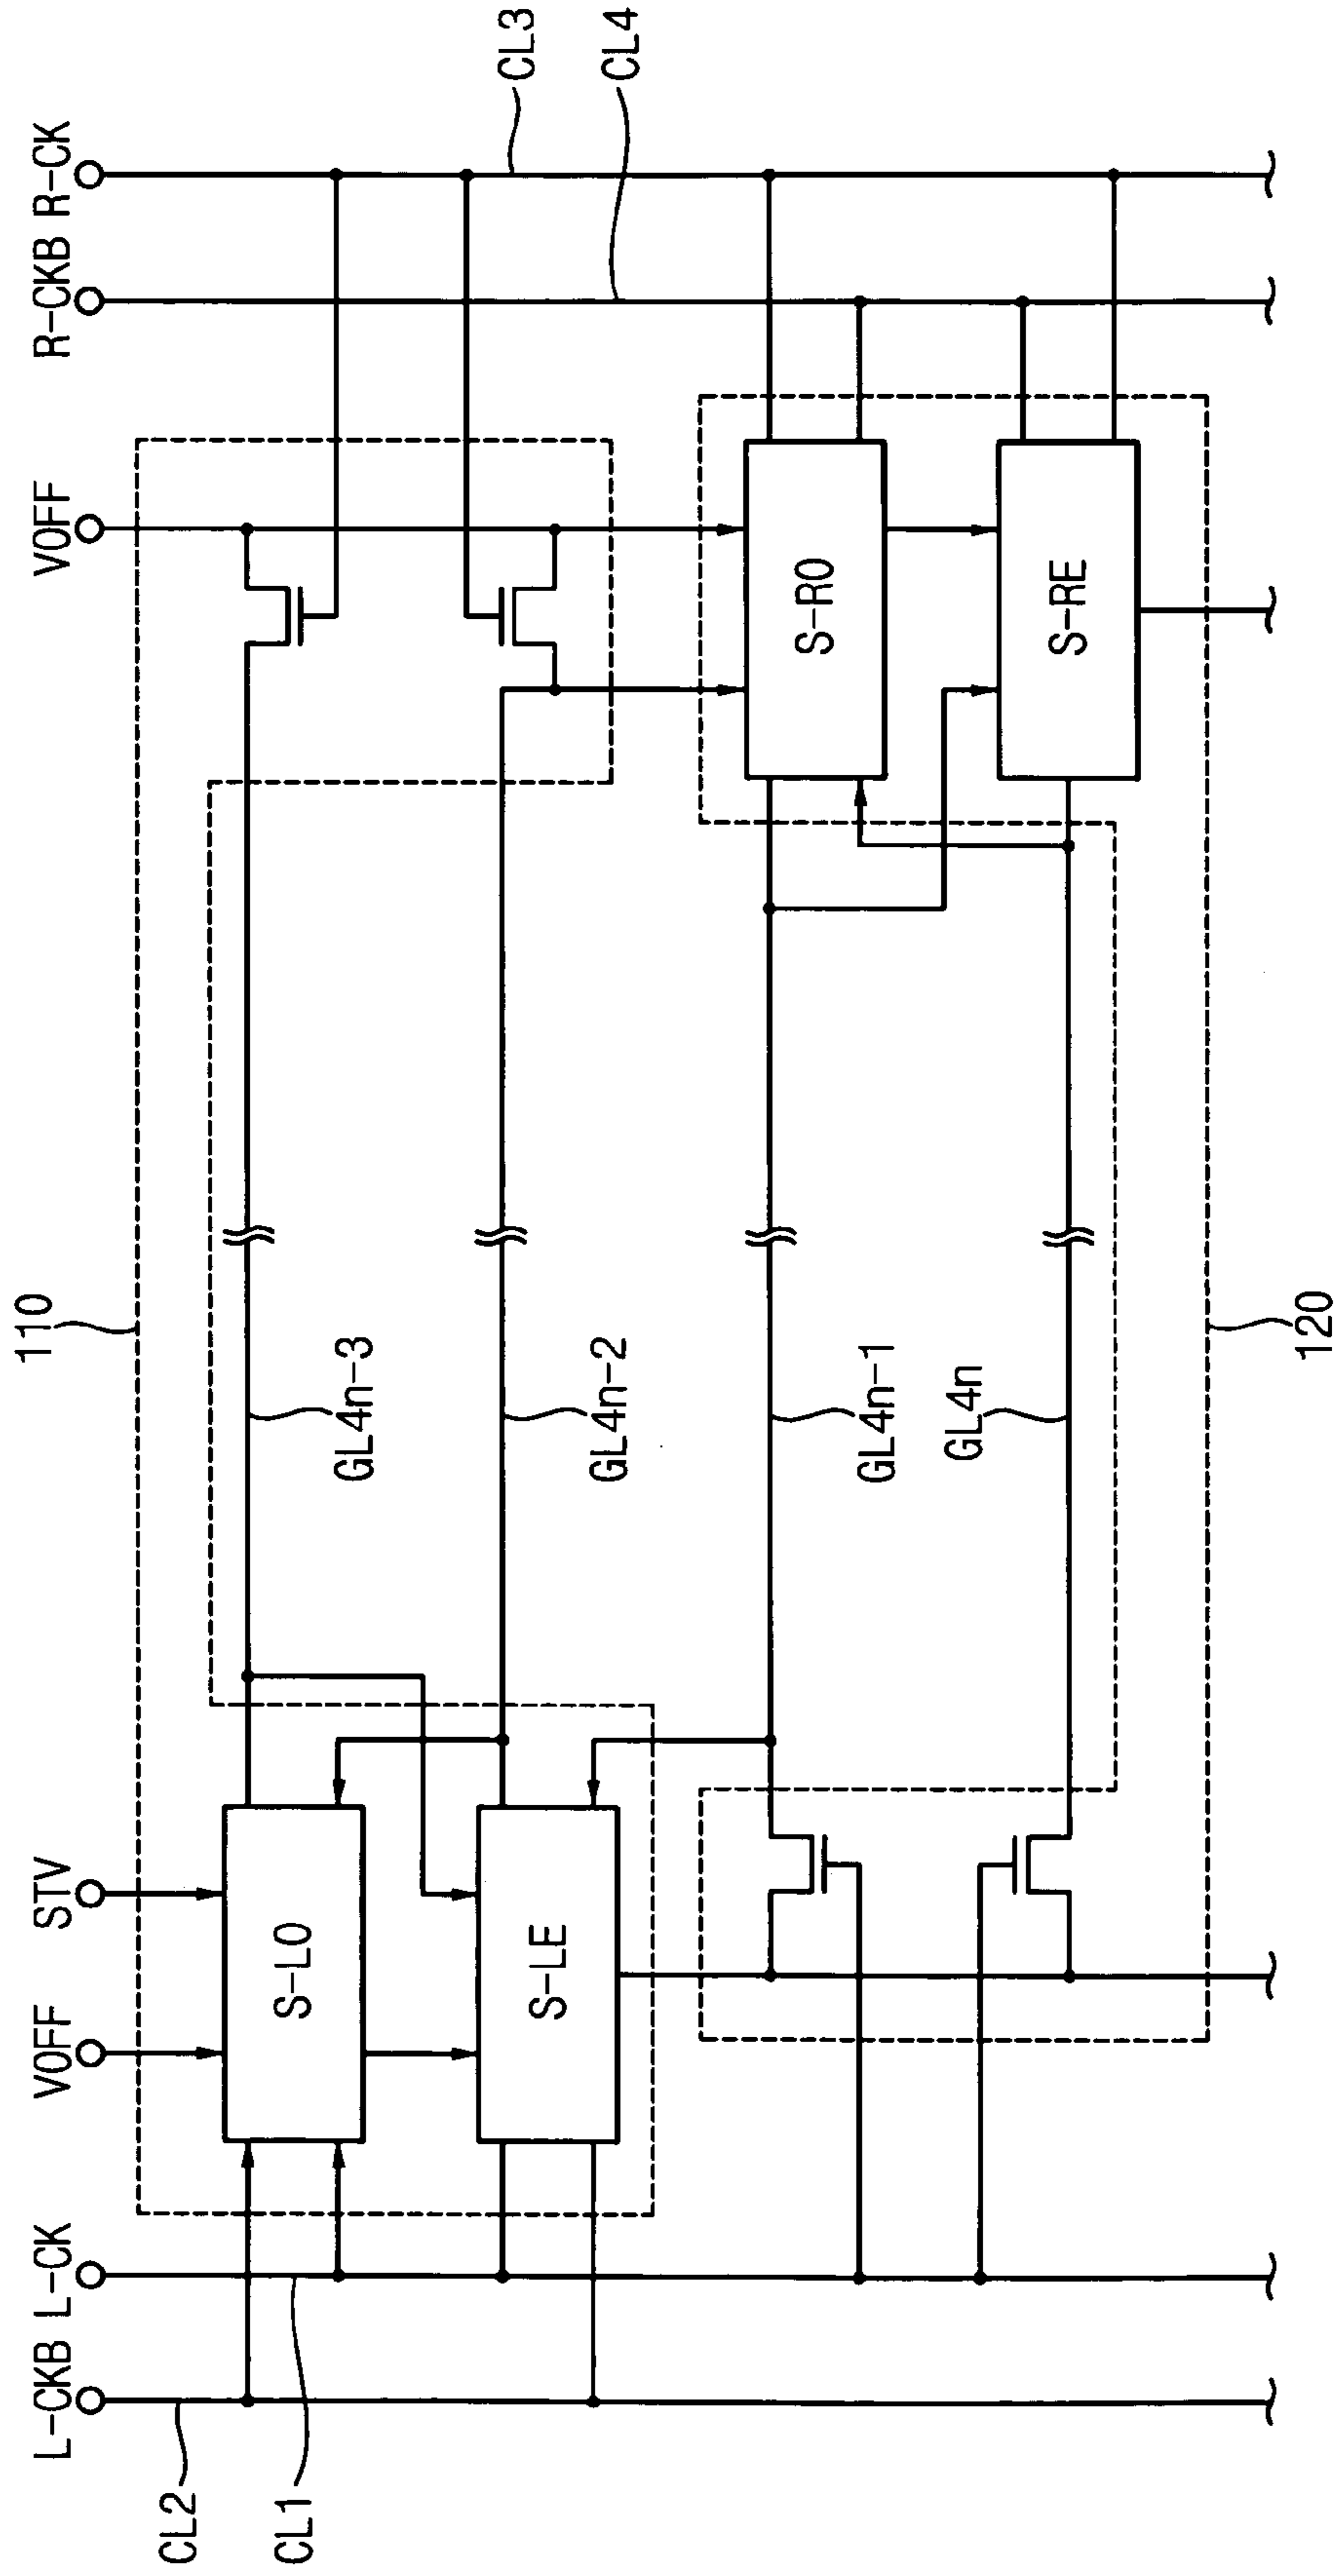 L-CKB
L-CK
VOFF
STV
VOFF
R-CKB
R-CK
CL2
CL1
110
CL3
CL4
S-LO
S-LE
GL4n-3
GL4n-2
GL4n-1
GL4n
S-RO
S-RE
120